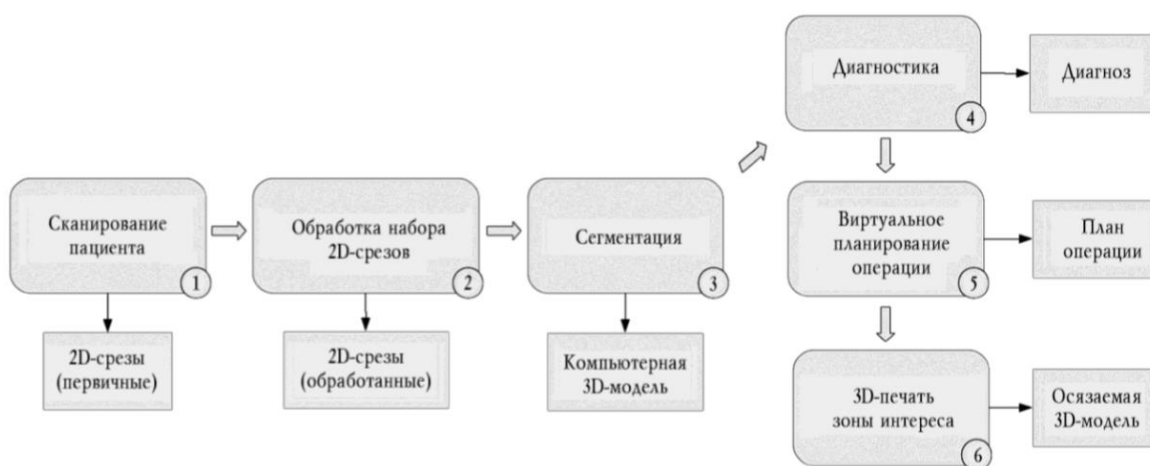 Диагностика
4
Диагноз
Сканирование
пациента
1
Обработка набора
2D-срезов
2
Сегментация
3
Виртуальное
планирование
операции
5
План
операции
2D-срезы
(первичные)
2D-срезы
(обработанные)
Компьютерная
3D-модель
3D-печать
зоны интереса
6
Осязаемая
3D-модель